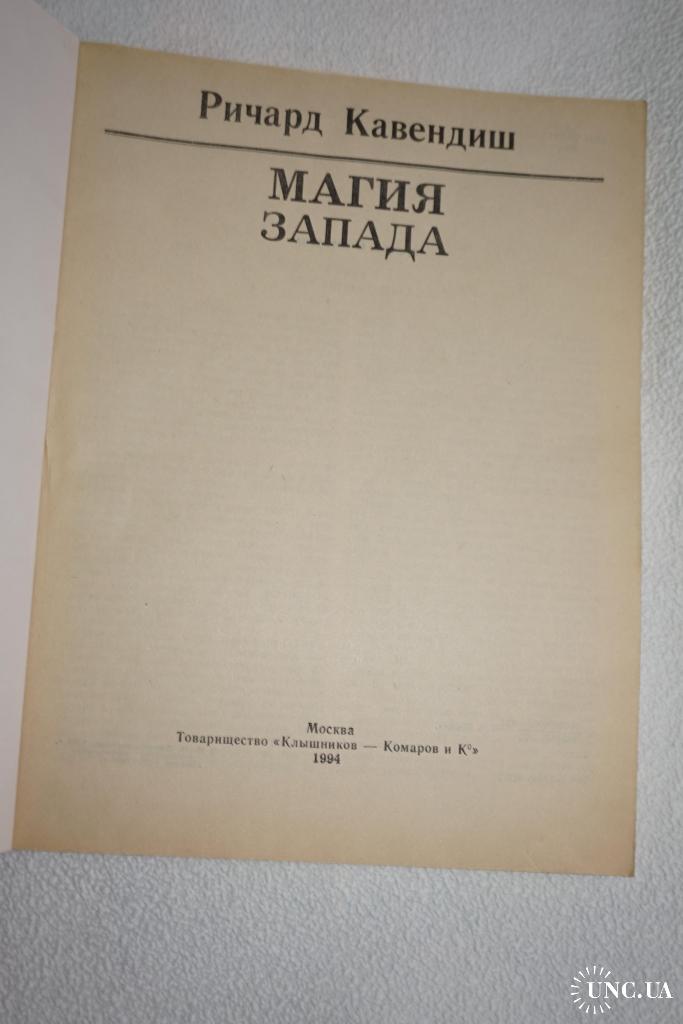 Ричард Кавендиш
МАГИЯ
ЗАПАДА
Москва
Товарищество «Клышников — Комаров и К°»
1994
UNC.UA